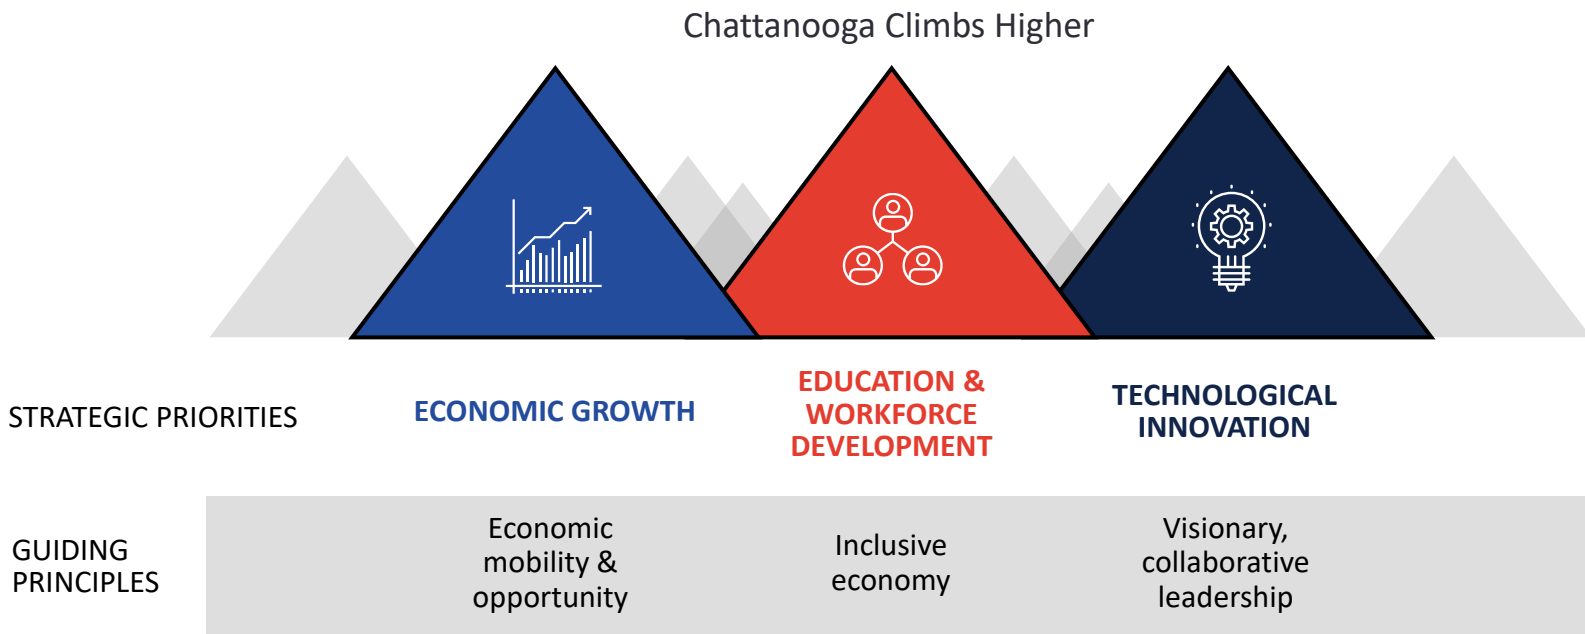 Chattanooga Climbs Higher
STRATEGIC PRIORITIES
ECONOMIC GROWTH
EDUCATION &
WORKFORCE
DEVELOPMENT
TECHNOLOGICAL
INNOVATION
GUIDING
PRINCIPLES
Economic
mobility &
opportunity
Inclusive
economy
Visionary,
collaborative
leadership